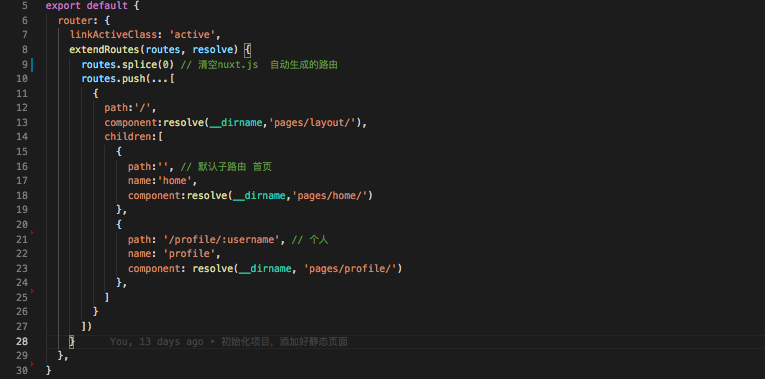 5 export default {
6 router: {
7 linkActiveClass: 'active',
8 extendRoutes(routes, resolve) {
9 routes.splice(0) // 清空nuxt.js  自动生成的路由
10 routes.push(...[
11 {
12 path:'/',
13 component:resolve(__dirname,'pages/layout/'),
14 children:[
15 {
16 path:'', // 默认子路由 首页
17 name:'home',
18 component:resolve(__dirname,'pages/home/')
19 },
20 {
21 path: '/profile/:username', // 个人
22 name: 'profile',
23 component: resolve(__dirname, 'pages/profile/')
24 },
25 ]
26 }
27 ])
28 } You, 13 days ago • 初始化项目，添加好静态页面
29 },
30 }